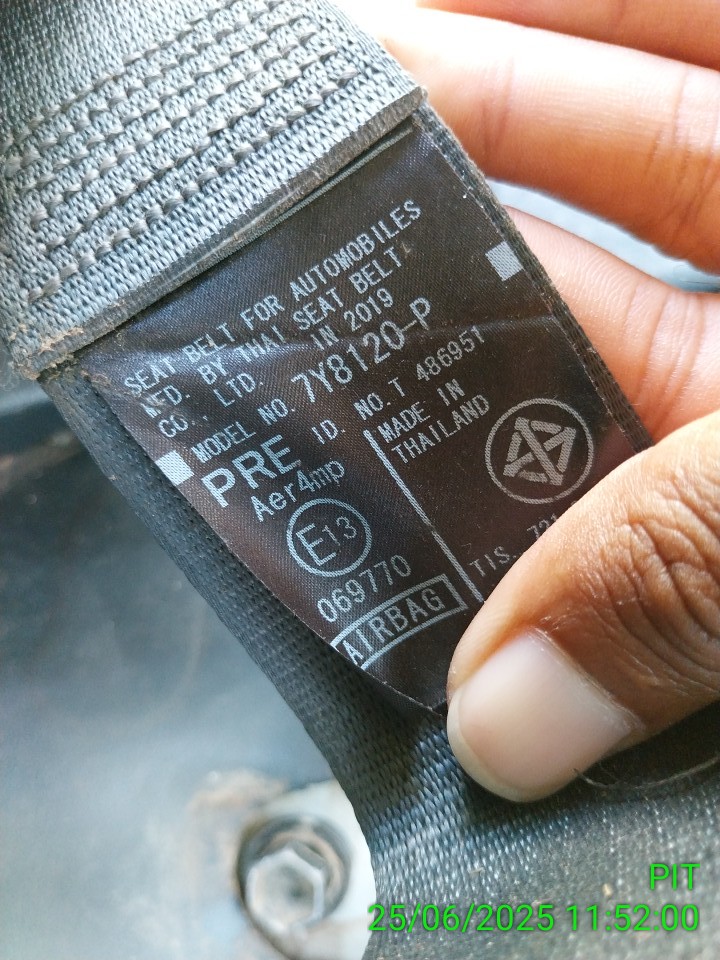 SEAT BELT FOR AUTOMOBILES
MFD. BY THAI SEAT BELT
CO., LTD. IN 2019
MODEL NO. 7Y8120-P
PRE ID. NO. T 486951
Aer4mp
E13
069770
AIRBAG
MADE IN
THAILAND
TIS.
PIT
25/06/2025 11:52:00